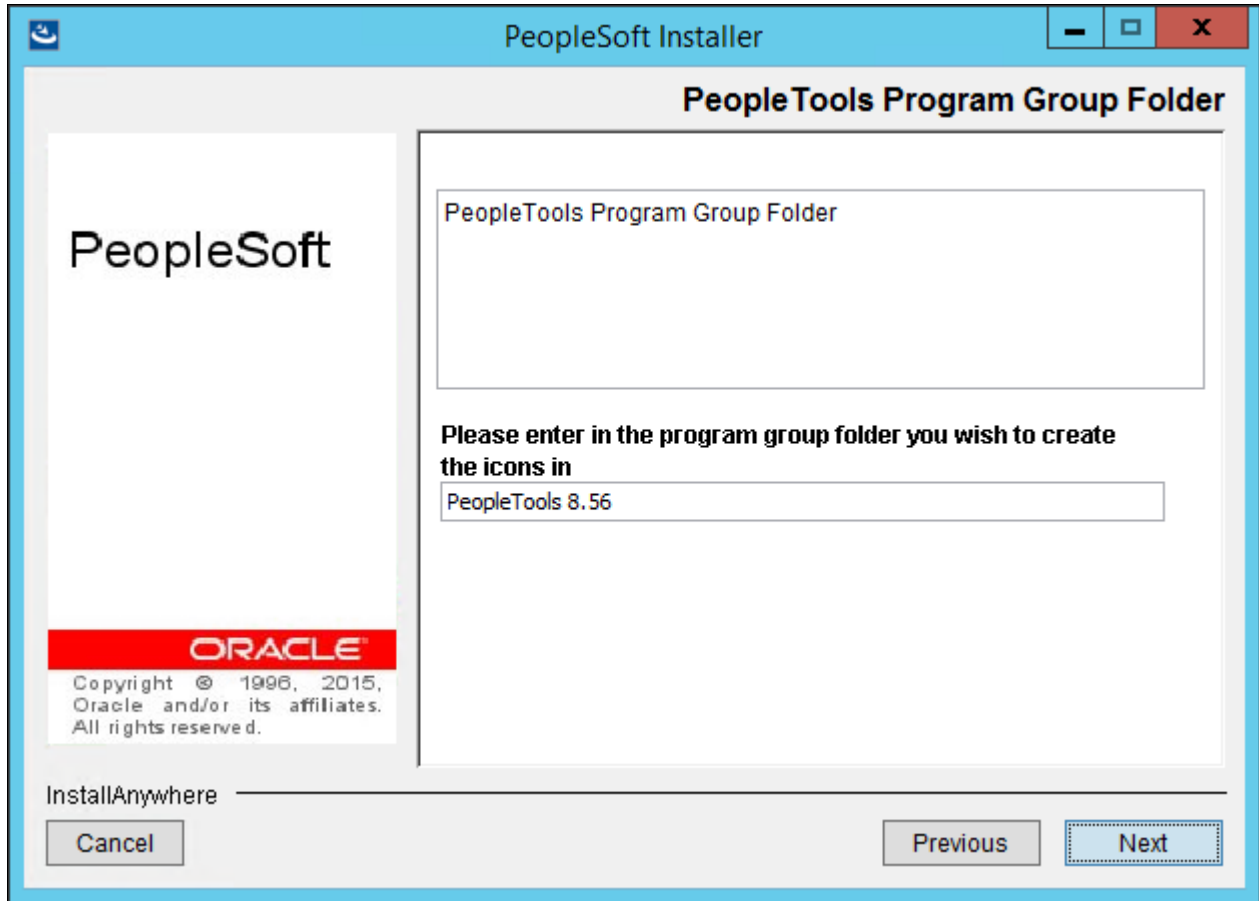 PeopleSoft Installer
PeopleTools Program Group Folder
PeopleSoft
PeopleTools Program Group Folder
Please enter in the program group folder you wish to create
the icons in
PeopleTools 8.56
ORACLE
Copyright © 1996, 2015,
Oracle and/or its affiliates.
All rights reserved.
InstallAnywhere
Cancel
Previous
Next